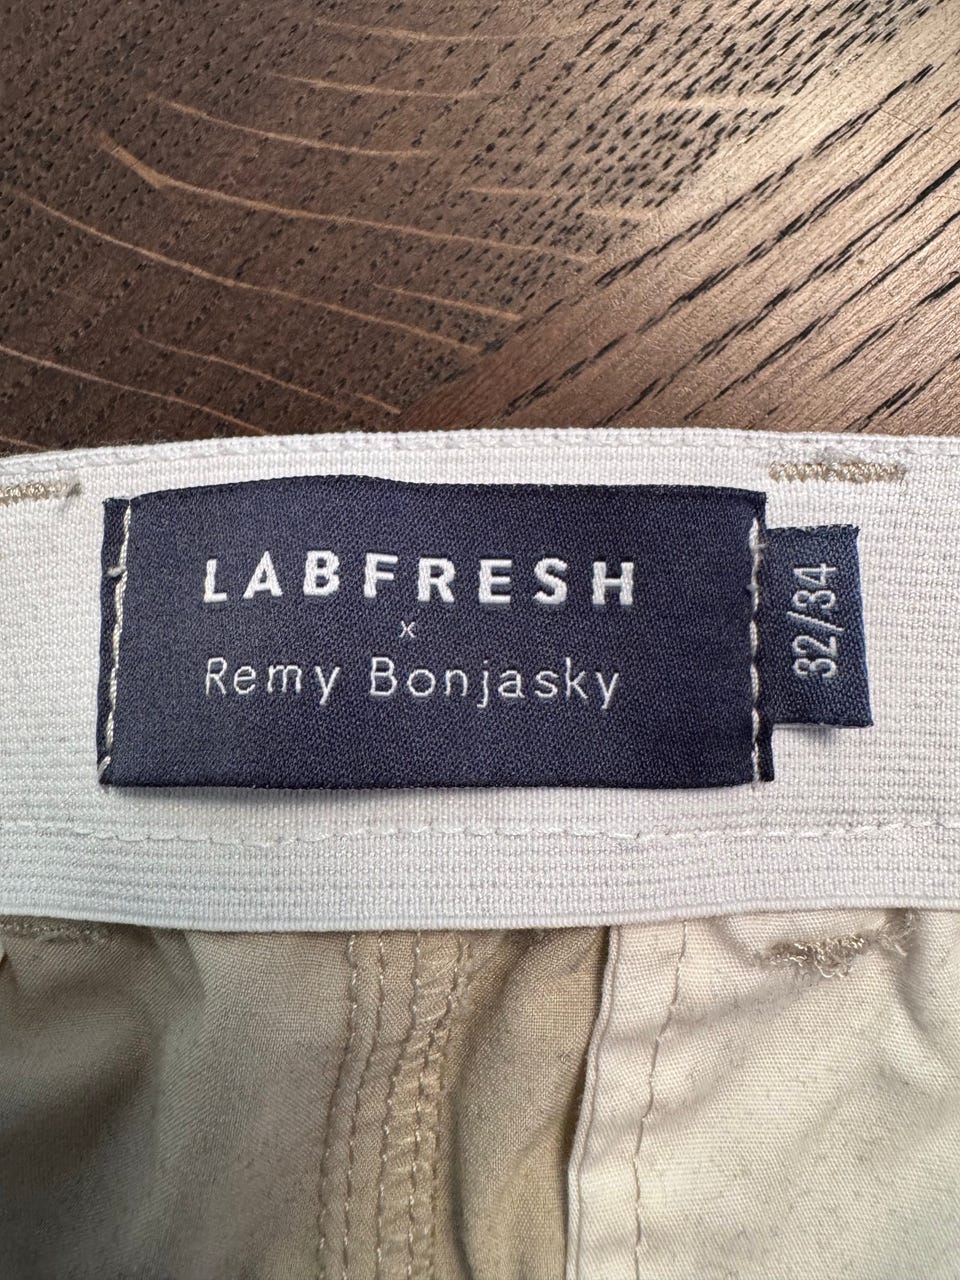 LABFRESH
x
Remy Bonjasky
32/34